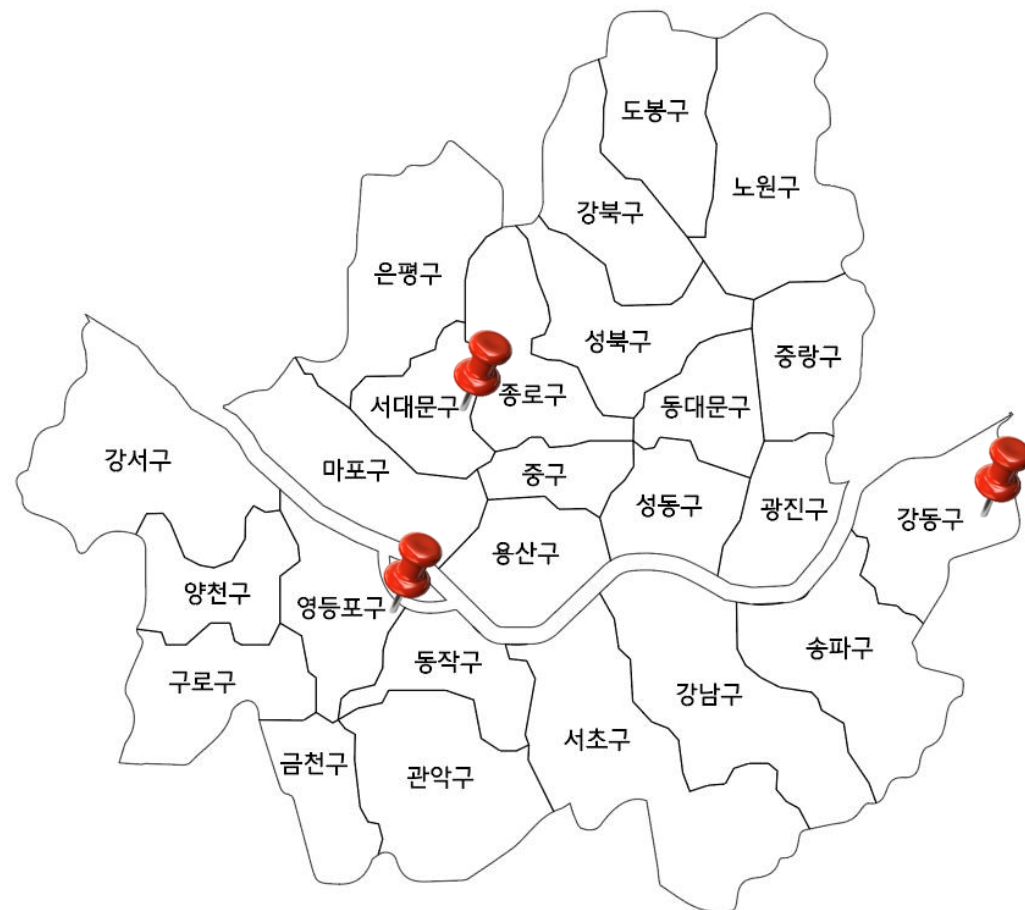 도봉구
노원구
강북구
은평구
성북구
중랑구
서대문구
종로구
동대문구
강서구
마포구
중구
성동구
광진구
강동구
용산구
양천구
영등포구
송파구
동작구
구로구
강남구
서초구
금천구
관악구